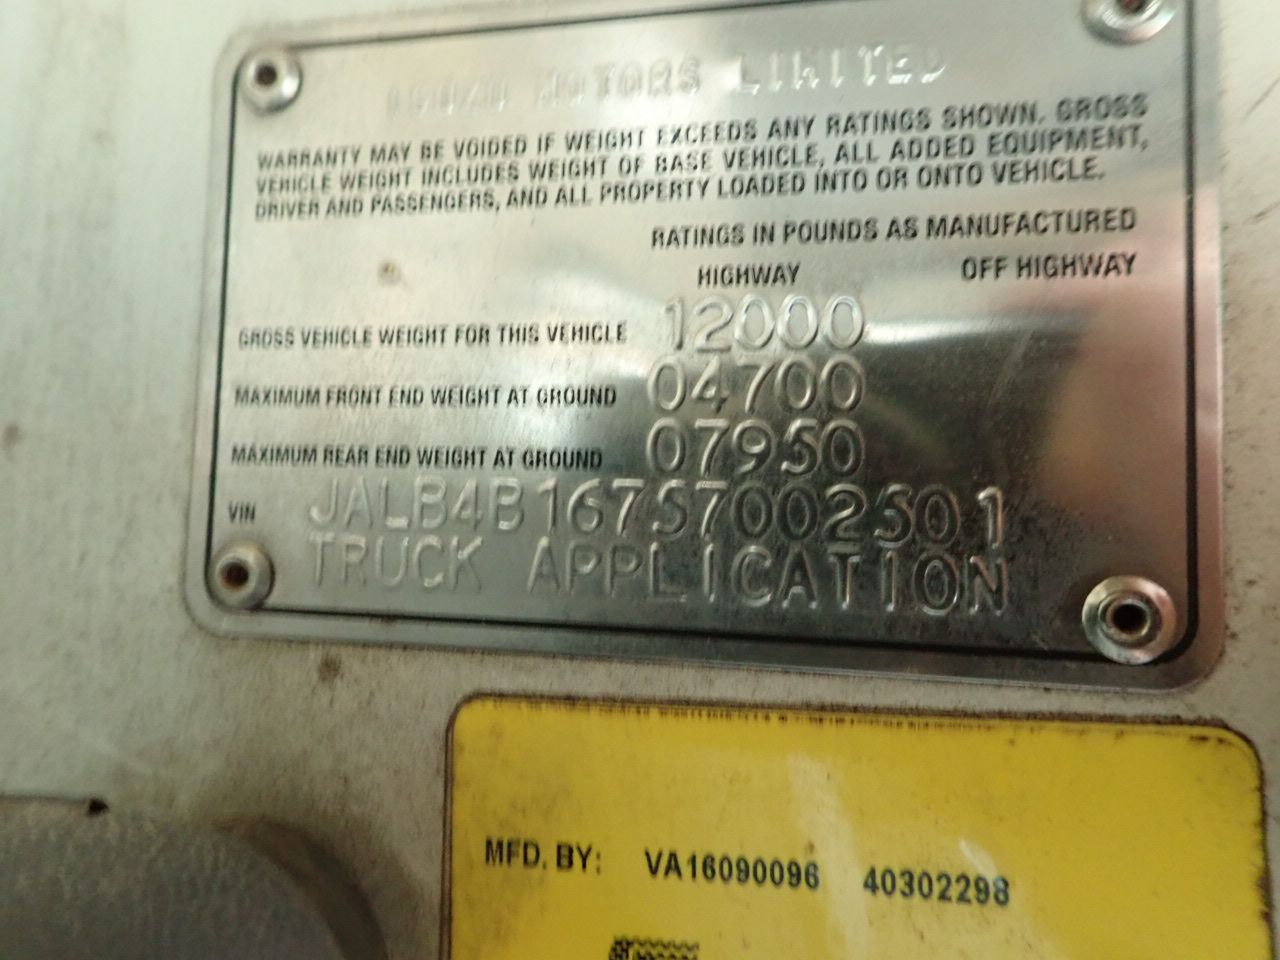 ISUZU MOTORS LIMITED
WARRANTY MAY BE VOIDED IF WEIGHT EXCEEDS ANY RATINGS SHOWN. GROSS
VEHICLE WEIGHT INCLUDES WEIGHT OF BASE VEHICLE, ALL ADDED EQUIPMENT,
DRIVER AND PASSENGERS, AND ALL PROPERTY LOADED INTO OR ONTO VEHICLE.
RATINGS IN POUNDS AS MANUFACTURED
HIGHWAY OFF HIGHWAY
GROSS VEHICLE WEIGHT FOR THIS VEHICLE 12000
MAXIMUM FRONT END WEIGHT AT GROUND 04700
MAXIMUM REAR END WEIGHT AT GROUND 07950
VIN JALB4B16757002501
TRUCK APPLICATION
MFD. BY: VA16090096 40302298